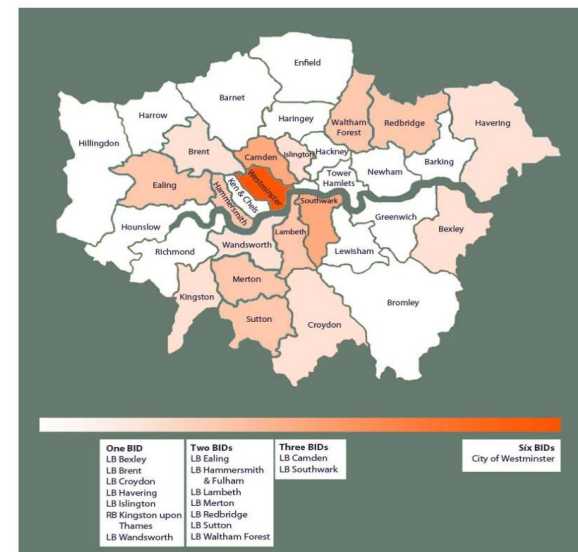 Enfield
Barnet
Harrow
Haringey
Waltham
Forest
Redbridge
Havering
Hillingdon
Brent
Camden
Islington
Hackney
Barking
Newham
Tower
Hamlets
Ealing
Westminster
Ken & Chels
Hammersmith
Southwark
Hounslow
Greenwich
Bexley
Richmond
Wandsworth
Lambeth
Lewisham
Merton
Kingston
Sutton
Croydon
Bromley
One BID
LB Bexley
LB Brent
LB Croydon
LB Havering
LB Islington
RB Kingston upon
Thames
LB Wandsworth
Two BIDs
LB Ealing
LB Hammersmith
& Fulham
LB Lambeth
LB Merton
LB Redbridge
LB Sutton
LB Waltham Forest
Three BIDs
LB Camden
LB Southwark
Six BIDs
City of Westminster